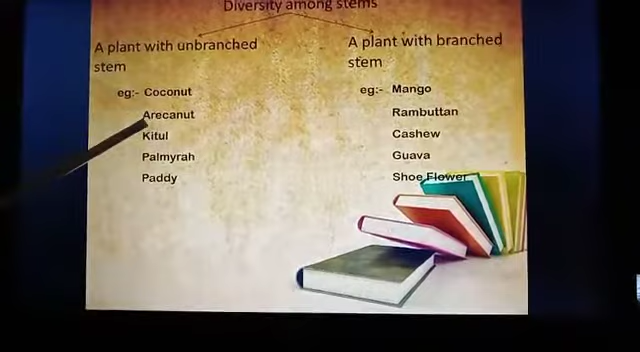 Diversity among stems
A plant with unbranched
stem
eg:- Coconut
Arecanut
Kitul
Palmyrah
Paddy
A plant with branched
stem
eg:- Mango
Rambuttan
Cashew
Guava
Shoe Flower